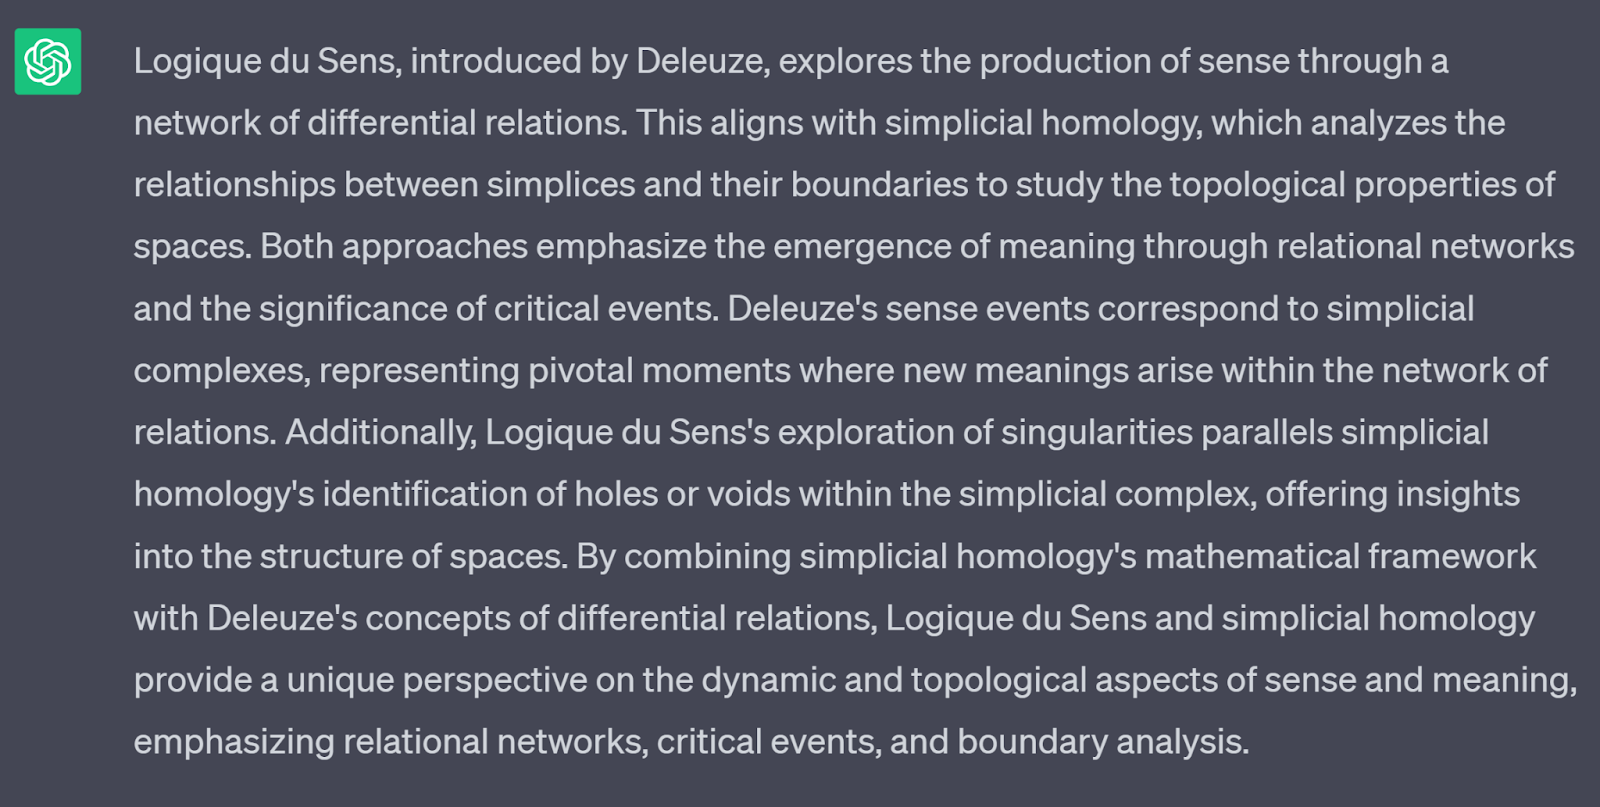 Logique du Sens, introduced by Deleuze, explores the production of sense through a
network of differential relations. This aligns with simplicial homology, which analyzes the
relationships between simplices and their boundaries to study the topological properties of
spaces. Both approaches emphasize the emergence of meaning through relational networks
and the significance of critical events. Deleuze's sense events correspond to simplicial
complexes, representing pivotal moments where new meanings arise within the network of
relations. Additionally, Logique du Sens's exploration of singularities parallels simplicial
homology's identification of holes or voids within the simplicial complex, offering insights
into the structure of spaces. By combining simplicial homology's mathematical framework
with Deleuze's concepts of differential relations, Logique du Sens and simplicial homology
provide a unique perspective on the dynamic and topological aspects of sense and meaning,
emphasizing relational networks, critical events, and boundary analysis.